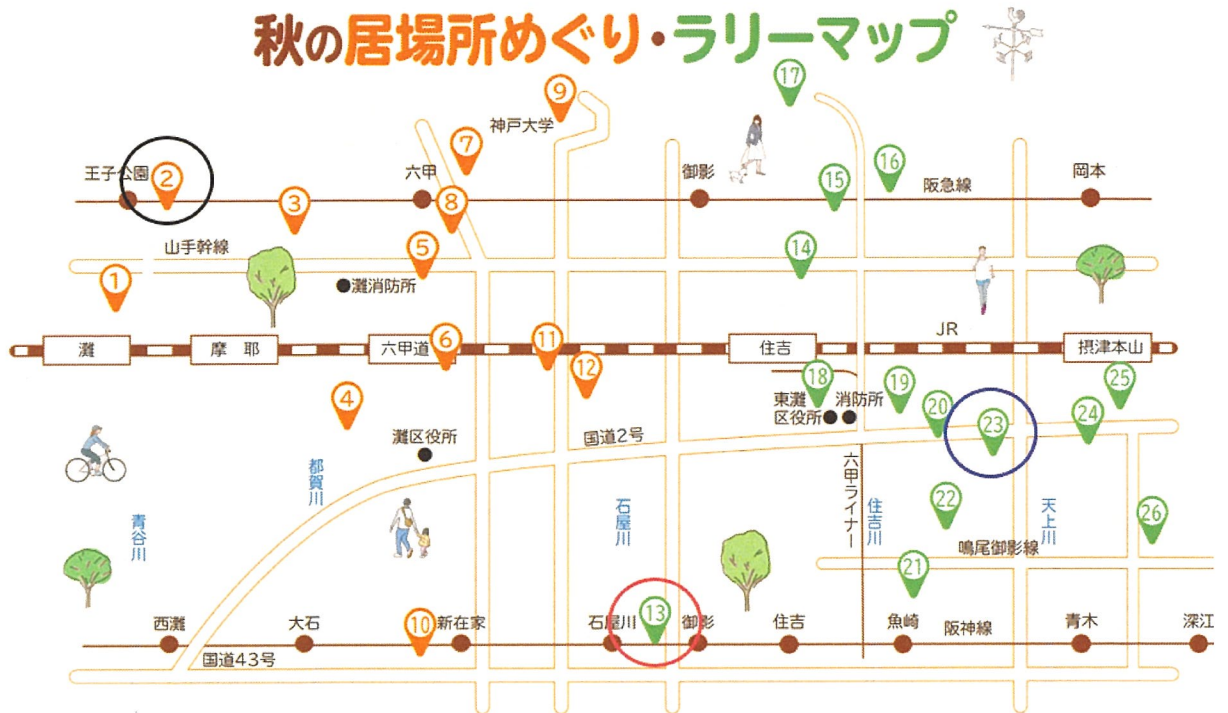 秋の居場所めぐり・ラリーマップ
17
9
神戸大学
7
16
王子公園
2
六甲
御影
15
阪急線
岡本
3
8
山手幹線
5
14
1
灘消防所
JR
灘
摩耶
六甲道
6
11
住吉
摂津本山
12
18
東灘
区役所
消防所
19
20
23
24
25
4
灘区役所
国道2号
都賀川
青谷川
石屋川
六甲ライナー
住吉川
22
天上川
26
鳴尾御影線
21
西灘
大石
10
新在家
石屋川
13
御影
住吉
魚崎
阪神線
青木
深江
国道43号